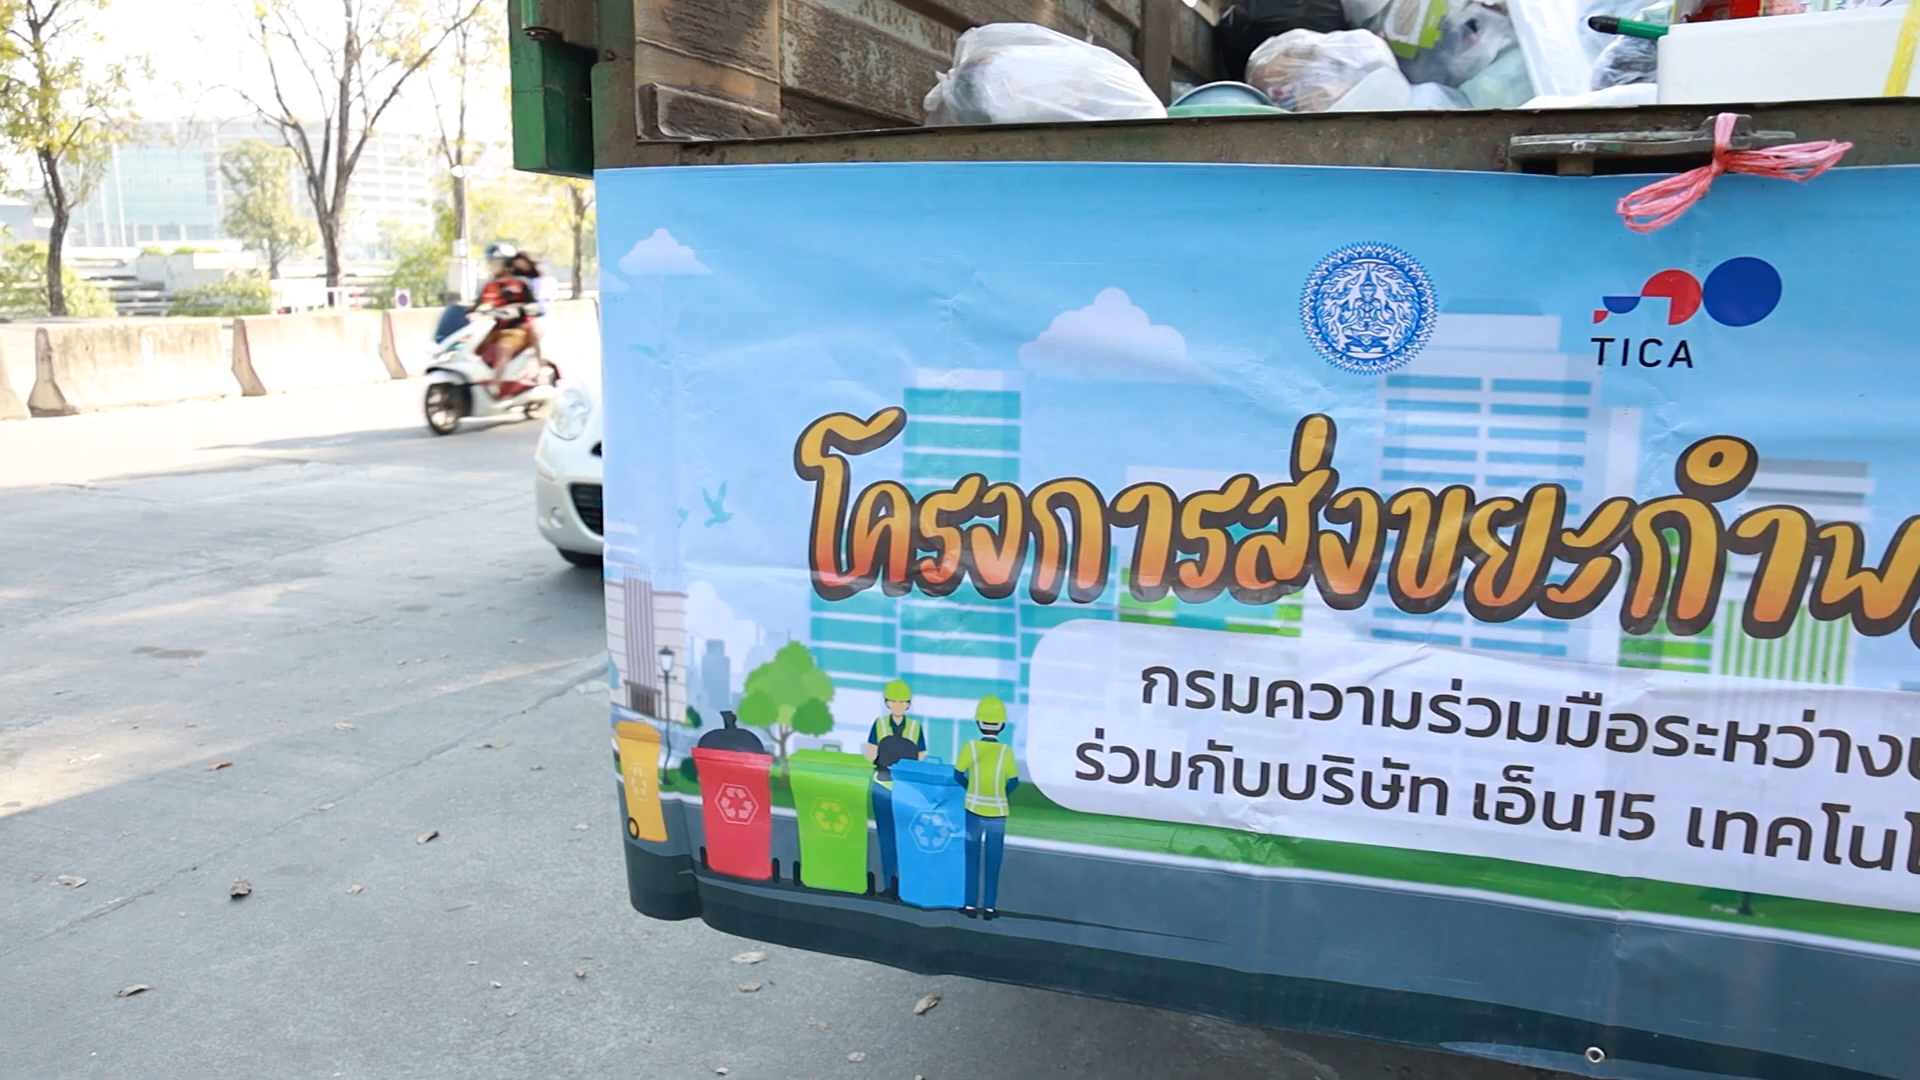 TICA
โครงการส่งขยะกำพ
กรมความร่วมมือระหว่าง
ร่วมกับบริษัท เอ็น15 เทคโนโ